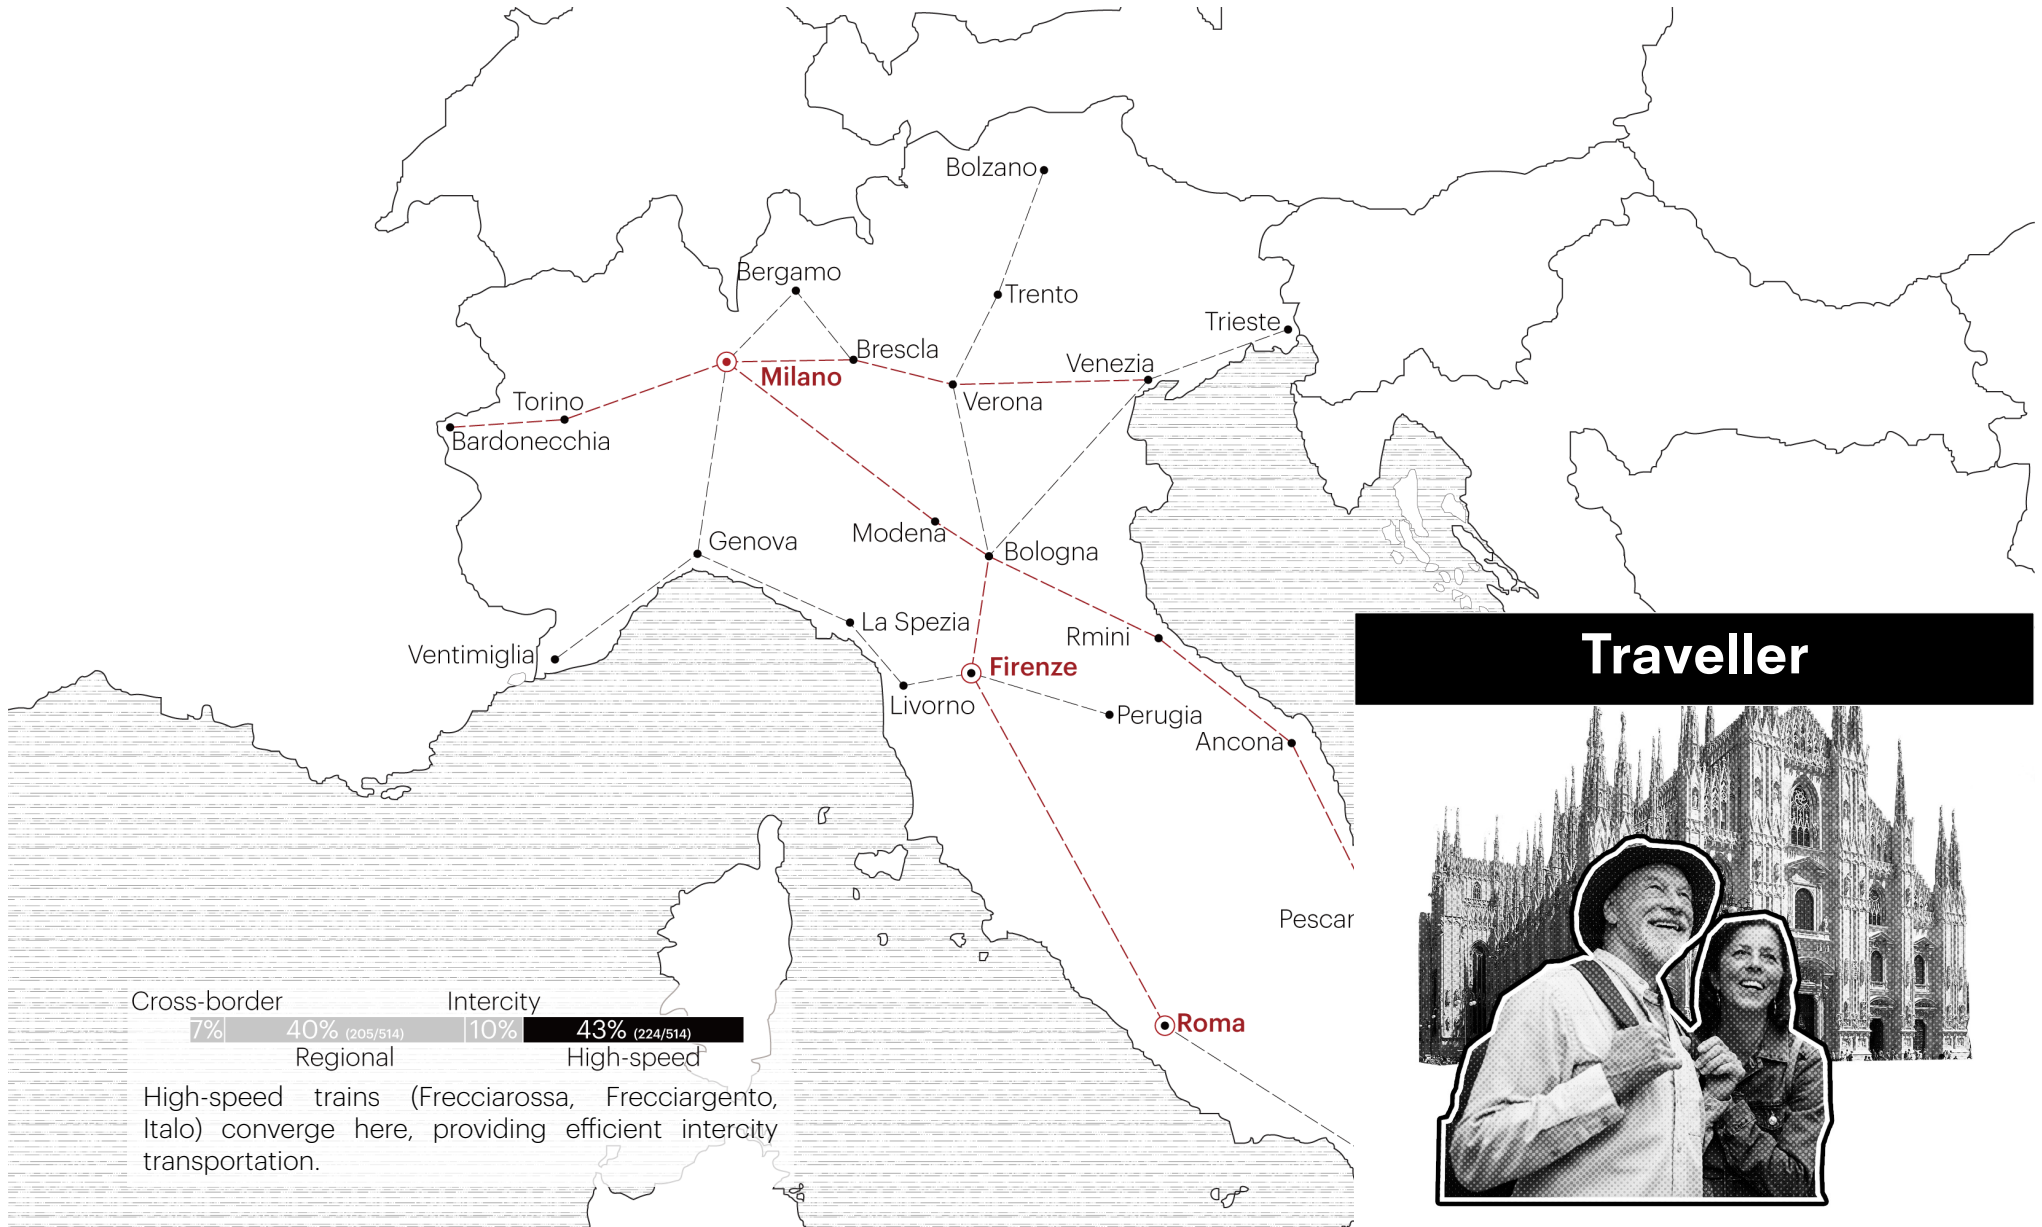 Bolzano
Bergamo
Trento
Trieste
Brescla
Venezia
Milano
Verona
Torino
Bardonecchia
Modena
Genova
Bologna
La Spezia
Rmini
Ventimiglia
Firenze
Livorno
Perugia
Ancona
Traveller
Pescar
Roma
Cross-border
Intercity
7%
40% (205/514)
10%
43% (224/514)
Regional
High-speed
High-speed trains (Frecciarossa, Frecciargento,
Italo) converge here, providing efficient intercity
transportation.